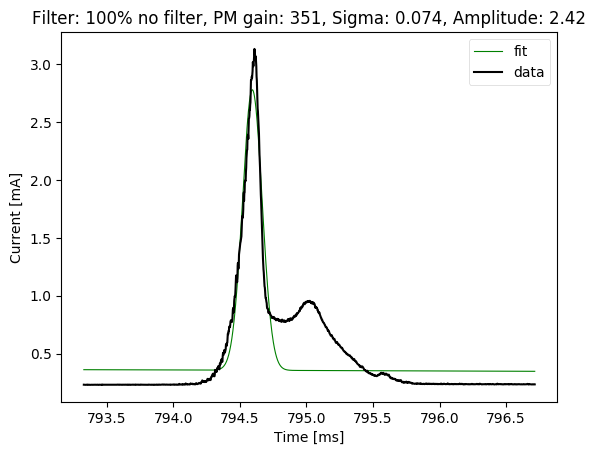 Filter: 100% no filter, PM gain: 351, Sigma: 0.074, Amplitude: 2.42
fit
data
Current [mA]
3.0
2.5
2.0
1.5
1.0
0.5
793.5 794.0 794.5 795.0 795.5 796.0 796.5
Time [ms]